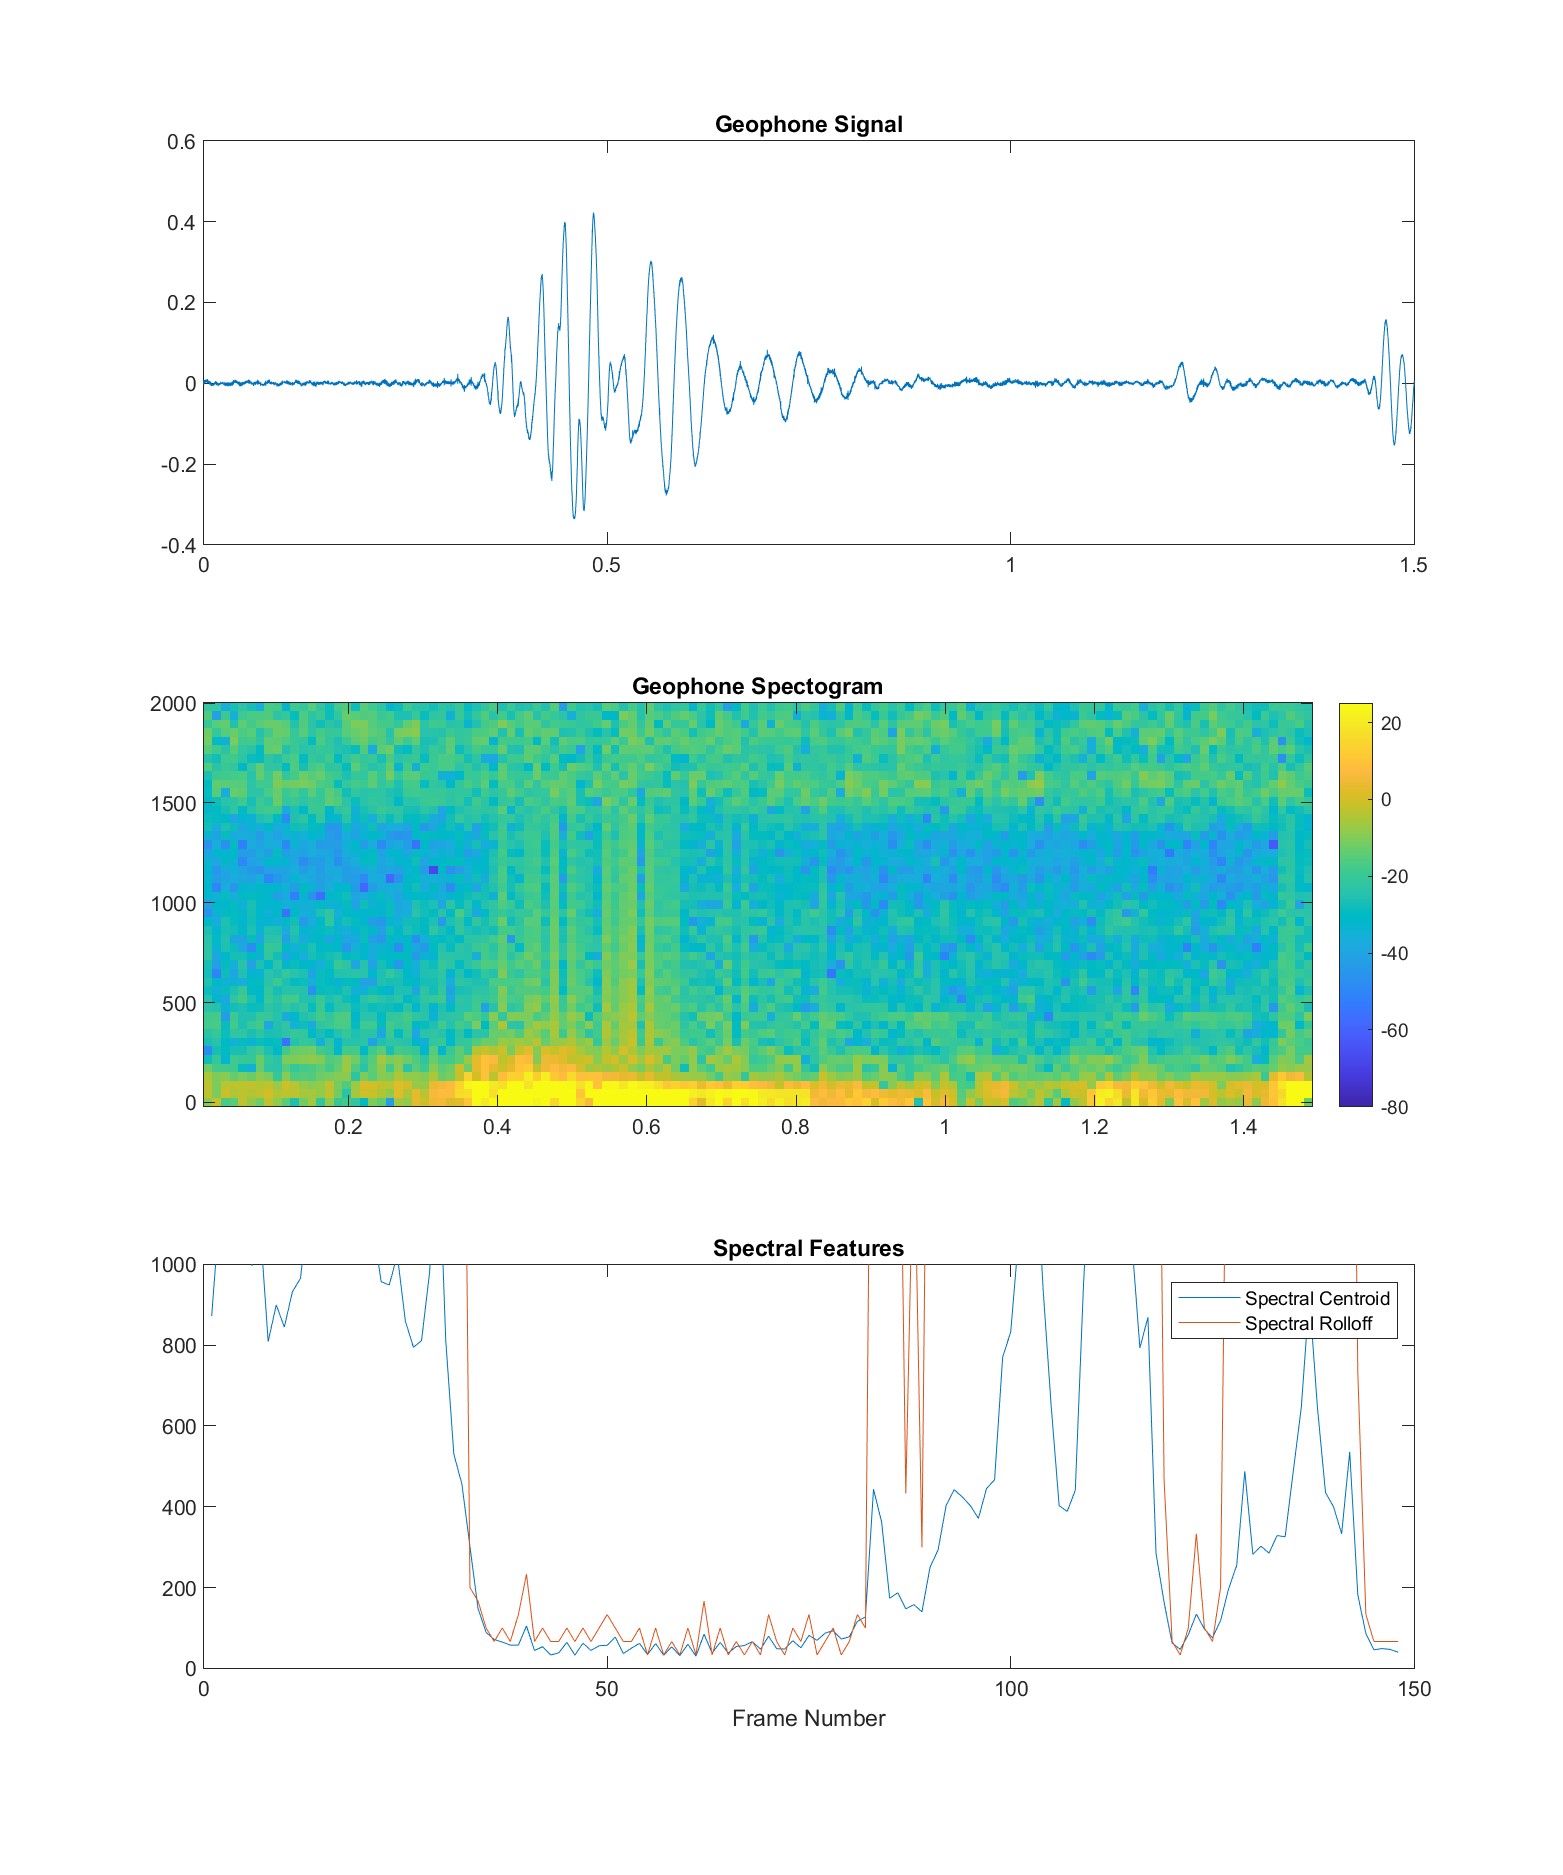 Geophone Signal
0.6
0.4
0.2
0
-0.2
-0.4
0 0.5 1 1.5
Geophone Spectogram
2000
1500
1000
500
0
20
0
-20
-40
-60
-80
0.2 0.4 0.6 0.8 1 1.2 1.4
Spectral Features
1000
800
600
400
200
0
Spectral Centroid
Spectral Rolloff
0 50 100 150
Frame Number